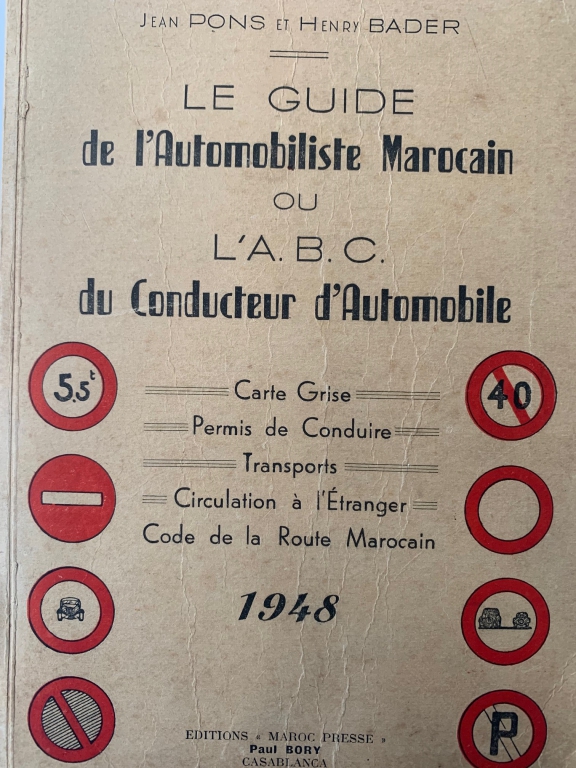 JEAN PONS ET HENRY BADER
LE GUIDE
de l'Automobiliste Marocain
OU
L'A.B.C.
du Conducteur d'Automobile
5.5t
40
Carte Grise
Permis de Conduire
Transports
Circulation à l'Étranger
Code de la Route Marocain
1948
P
EDITIONS « MAROC PRESSE »
Paul BORY
CASABLANCA